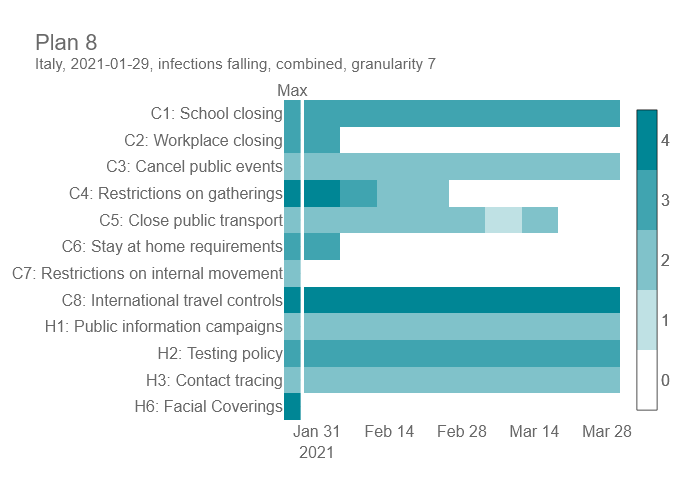 Plan 8
Italy, 2021-01-29, infections falling, combined, granularity 7
Max
C1: School closing
C2: Workplace closing
C3: Cancel public events
C4: Restrictions on gatherings
C5: Close public transport
C6: Stay at home requirements
C7: Restrictions on internal movement
C8: International travel controls
H1: Public information campaigns
H2: Testing policy
H3: Contact tracing
H6: Facial Coverings
4
3
2
1
0
Jan 31 Feb 14 Feb 28 Mar 14 Mar 28
2021